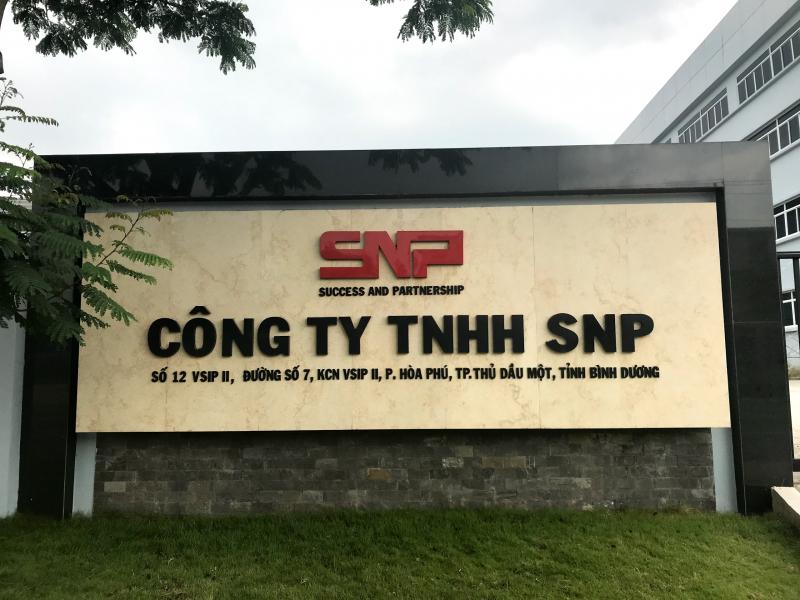 SNP
SUCCESS AND PARTNERSHIP
CÔNG TY TNHH SNP
SỐ 12 VSIP II, ĐƯỜNG SỐ 7, KCN VSIP II, P. HÒA PHÚ, TP.THỦ DẦU MỘT, TỈNH BÌNH DƯƠNG